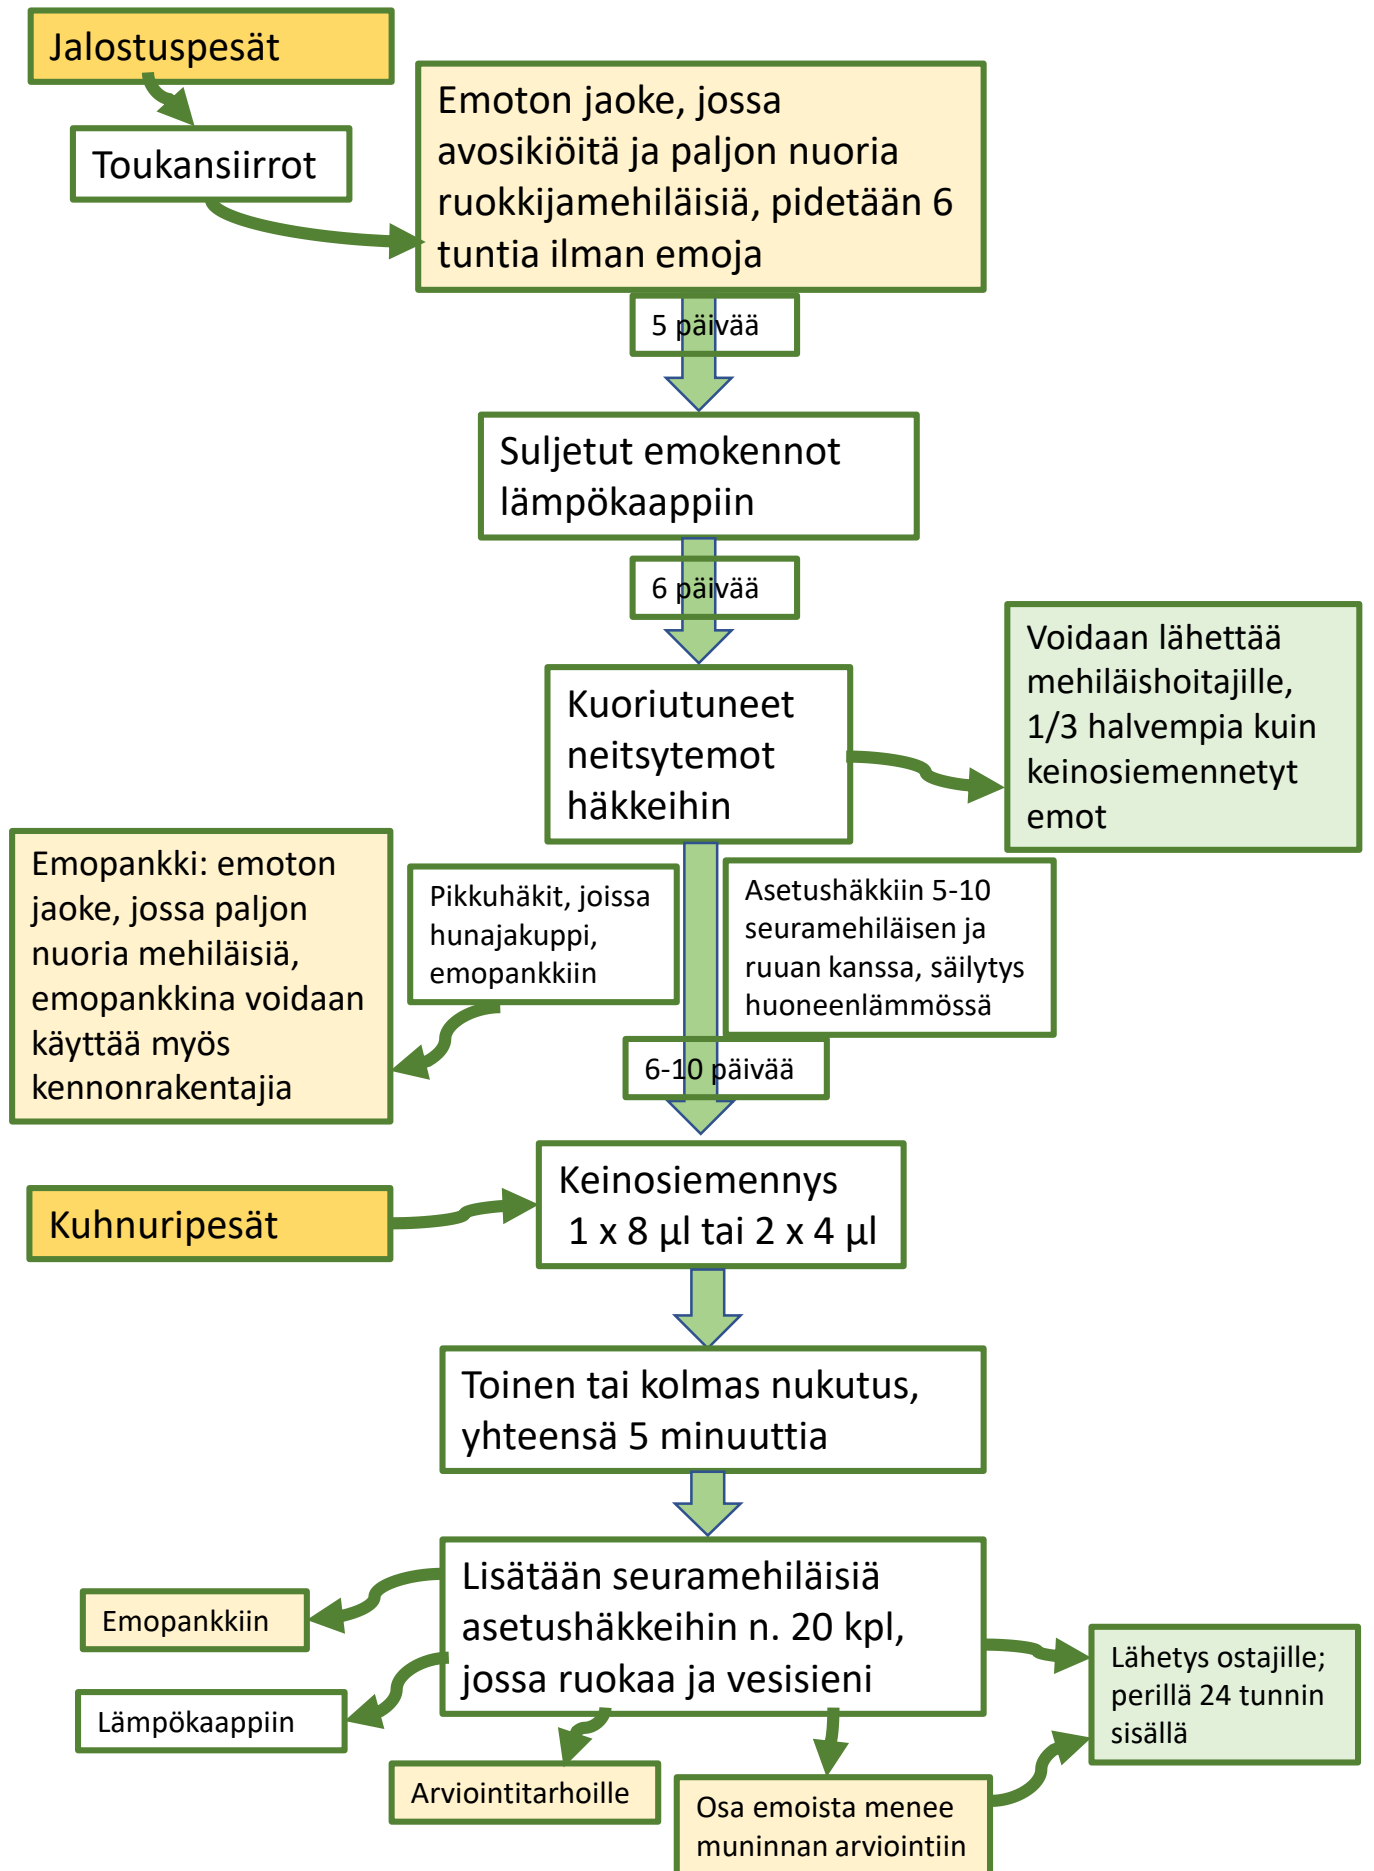 Jalostuspesät
Toukansiirrot
Emoton jaoke, jossa
avosikiöitä ja paljon nuoria
ruokkijamehiläisiä, pidetään 6
tuntia ilman emoja
5 päivää
Suljetut emokennot
lämpökaappiin
6 päivää
Kuoriutuneet
neitsytemot
häkkeihin
Voidaan lähettää
mehiläishoitajille,
1/3 halvempia kuin
keinosiemennetyt
emot
Emopankki: emoton
jaoke, jossa paljon
nuoria mehiläisiä,
emopankkina voidaan
käyttää myös
kennonrakentajia
Pikkuhäkit, joissa
hunajakuppi,
emopankkiin
Asetushäkkiin 5-10
seuramehiläisen ja
ruuan kanssa, säilytys
huoneenlämmössä
6-10 päivää
Kuhnuripesät
Keinosiemennys
1 x 8 µl tai 2 x 4 µl
Toinen tai kolmas nukutus,
yhteensä 5 minuuttia
Lisätään seuramehiläisiä
asetushäkkeihin n. 20 kpl,
jossa ruokaa ja vesisieni
Emopankkiin
Lämpökaappiin
Arviointitarhoille
Osa emoista menee
muninnan arviointiin
Lähetys ostajille;
perillä 24 tunnin
sisällä